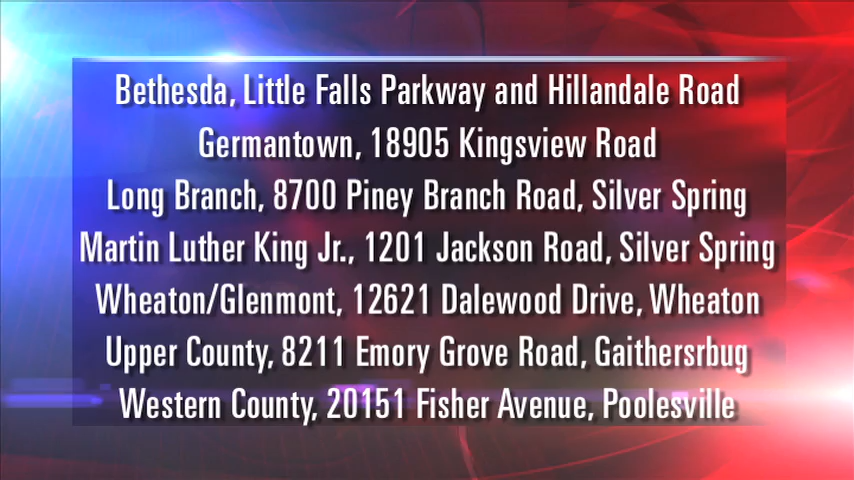 Bethesda, Little Falls Parkway and Hillandale Road
Germantown, 18905 Kingsview Road
Long Branch, 8700 Piney Branch Road, Silver Spring
Martin Luther King Jr., 1201 Jackson Road, Silver Spring
Wheaton/Glenmont, 12621 Dalewood Drive, Wheaton
Upper County, 8211 Emory Grove Road, Gaithersrbug
Western County, 20151 Fisher Avenue, Poolesville